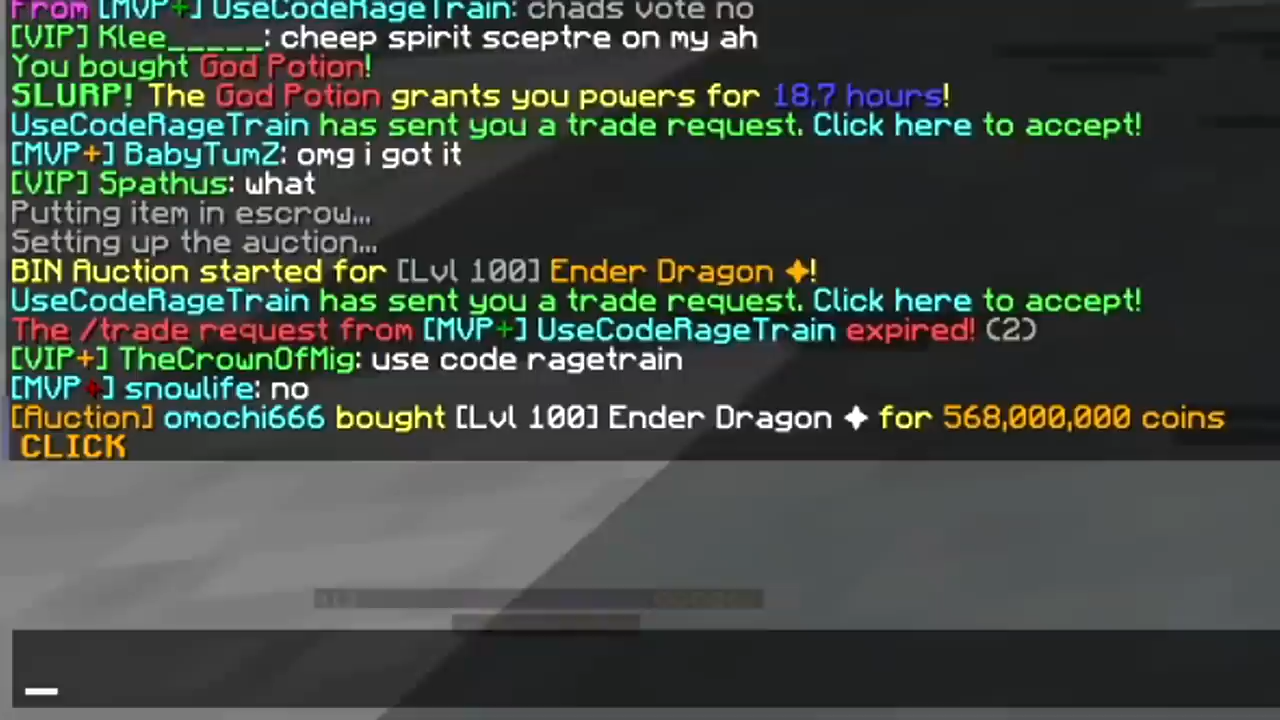 From [MVP+] UseCodeRageTrain: chads vote no
[VIP] Klee_____: cheep spirit sceptre on my ah
You bought God Potion!
SLURP! The God Potion grants you powers for 18.7 hours!
UseCodeRageTrain has sent you a trade request. Click here to accept!
[MVP+] BabyTumZ: omg i got it
[VIP] Spathus: what
Putting item in escrow...
Setting up the auction...
BIN Auction started for [Lvl 100] Ender Dragon ✦!
UseCodeRageTrain has sent you a trade request. Click here to accept!
The /trade request from [MVP+] UseCodeRageTrain expired! (2)
[VIP+] TheCrownOfMig: use code ragetrain
[MVP+] snowlife: no
[Auction] omochi666 bought [Lvl 100] Ender Dragon ✦ for 568,000,000 coins
CLICK